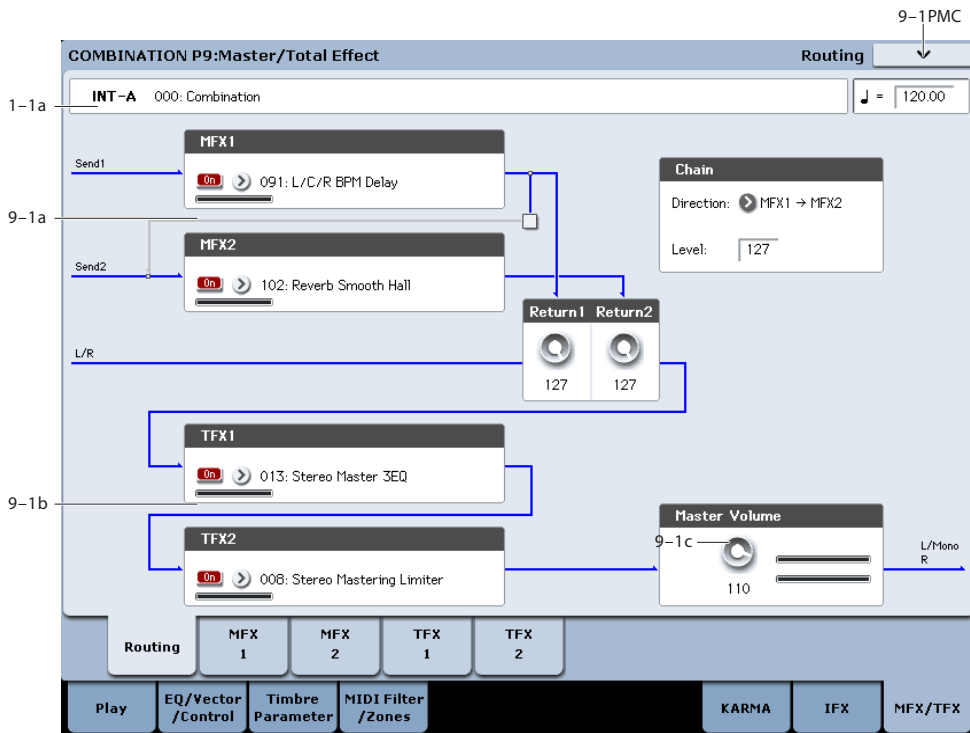 9–1PMC
COMBINATION P9:Master/Total Effect
Routing
1–1a
INT-A 000: Combination
♩ = 120.00
MFX1
Send1
On 091: L/C/R BPM Delay
Chain
Direction: MFX1 → MFX2
Level: 127
9–1a
MFX2
Send2
On 102: Reverb Smooth Hall
Return1 Return2
127 127
L/R
TFX1
On 013: Stereo Master 3EQ
9–1b
TFX2
On 008: Stereo Mastering Limiter
Master Volume
9–1c
110
L/Mono
R
Routing
MFX
1
MFX
2
TFX
1
TFX
2
Play
EQ/Vector
/Control
Timbre
Parameter
MIDI Filter
/Zones
KARMA
IFX
MFX/TFX